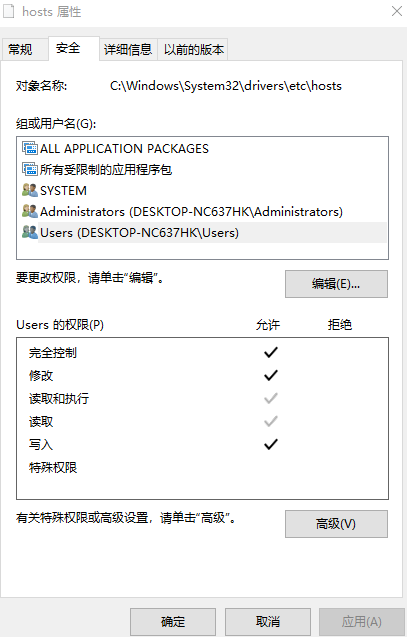 hosts 属性
常规 安全 详细信息 以前的版本
对象名称: C:\Windows\System32\drivers\etc\hosts
组或用户名(G):
ALL APPLICATION PACKAGES
所有受限制的应用程序包
SYSTEM
Administrators (DESKTOP-NC637HK\Administrators)
Users (DESKTOP-NC637HK\Users)
要更改权限，请单击“编辑”。 编辑(E)...
Users 的权限(P) 允许 拒绝
完全控制
修改
读取和执行
读取
写入
特殊权限
有关特殊权限或高级设置，请单击“高级”。 高级(V)
确定 取消 应用(A)